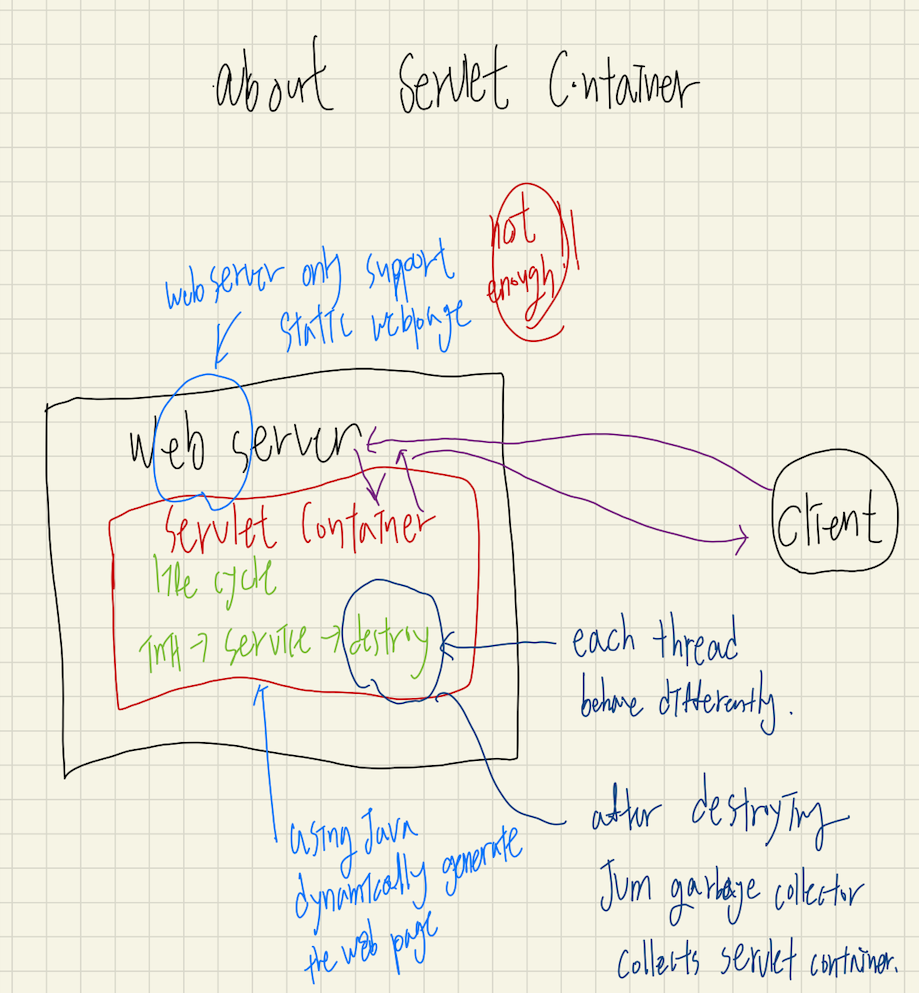 about Servlet Container
not
enough!!
web server only support
static webpage
Web server
Servlet Container
life cycle
init → service → destroy
Client
each thread
behave differently.
using Java
dynamically generate
the web page
after destroying
JVM garbage collector
collects servlet container.